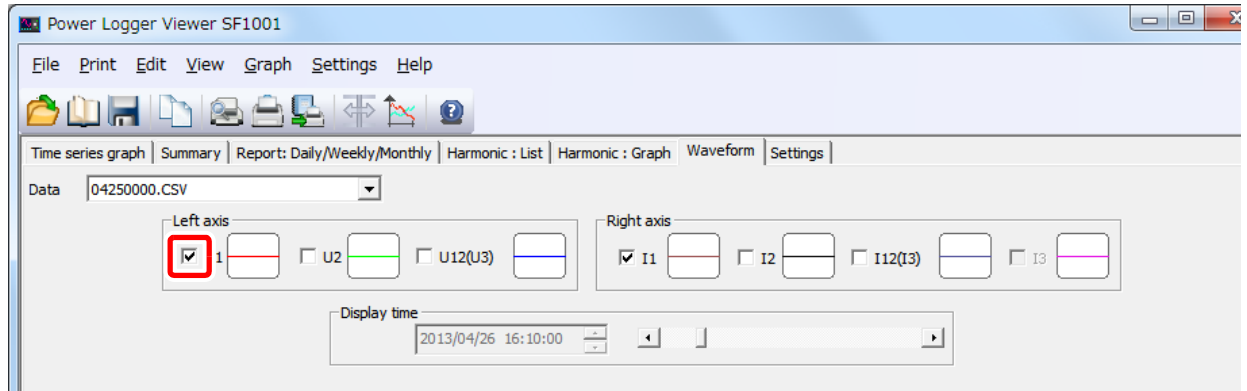 Power Logger Viewer SF1001
File Print Edit View Graph Settings Help
Time series graph Summary Report: Daily/Weekly/Monthly Harmonic : List Harmonic : Graph Waveform Settings
Data 04250000.CSV
Left axis Right axis
1 U2 U12(U3) I1 I2 I12(I3) I3
Display time
2013/04/26 16:10:00